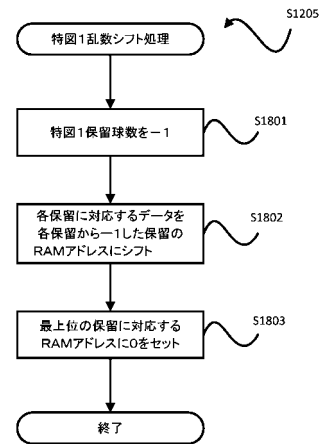 S1205
特図1乱数シフト処理
特図1保留球数を－1
S1801
各保留に対応するデータを
各保留から－1した保留の
RAMアドレスにシフト
S1802
最上位の保留に対応する
RAMアドレスに0をセット
S1803
終了